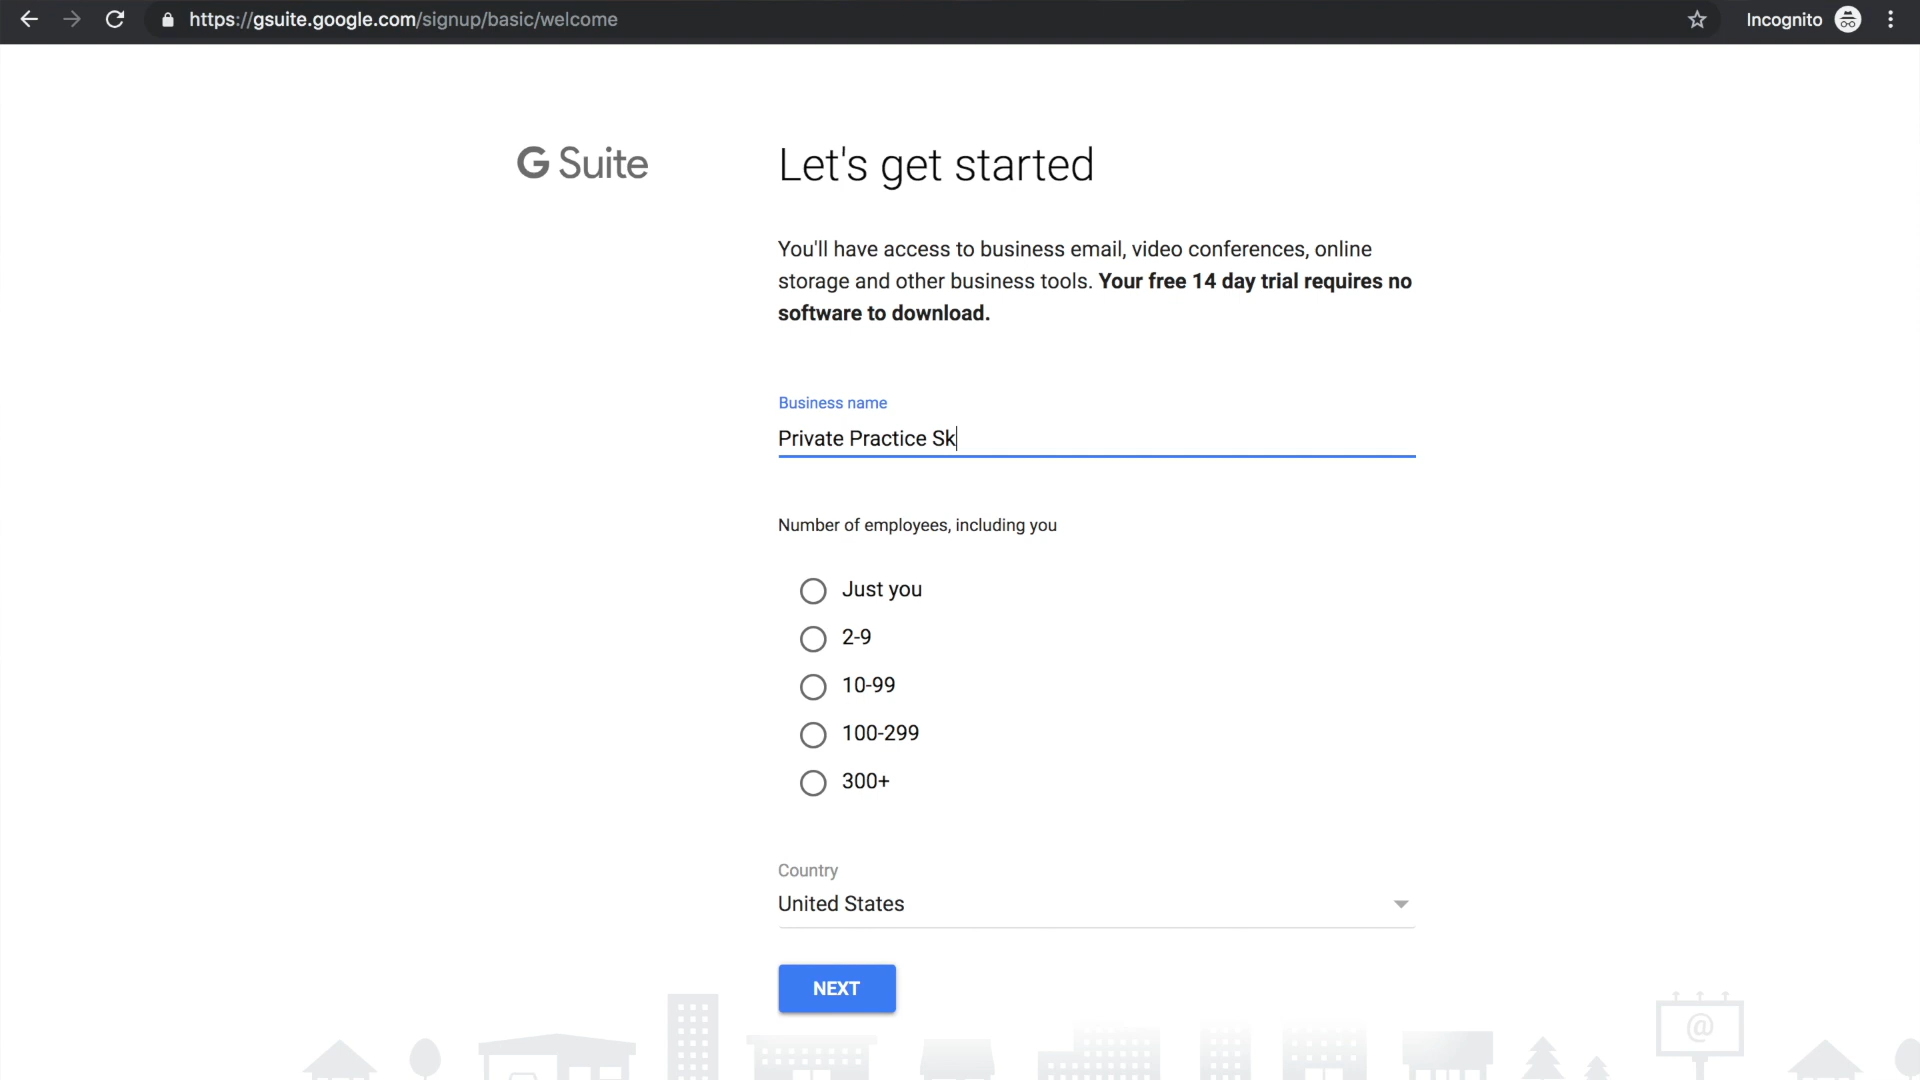 https://gsuite.google.com/signup/basic/welcome
Incognito
G Suite
Let's get started
You'll have access to business email, video conferences, online
storage and other business tools. Your free 14 day trial requires no
software to download.
Business name
Private Practice Sk
Number of employees, including you
Just you
2-9
10-99
100-299
300+
Country
United States
NEXT
@